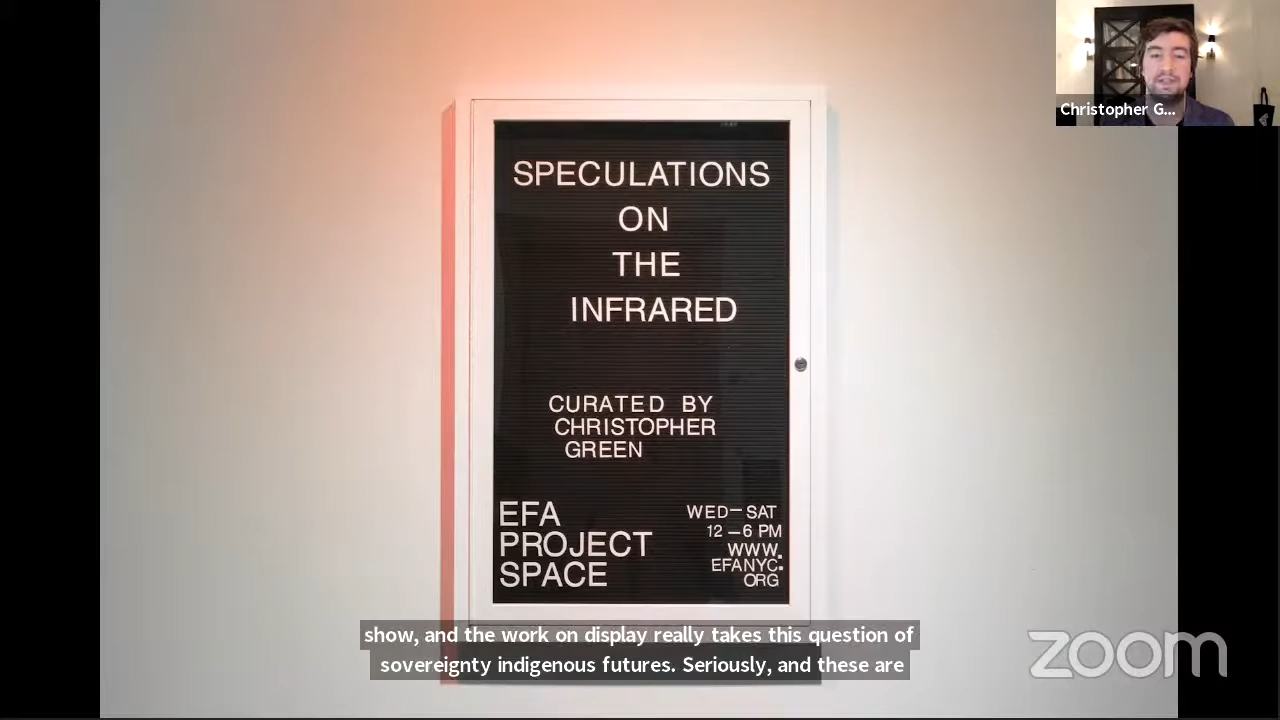 Christopher G...
SPECULATIONS
ON
THE
INFRARED
CURATED BY
CHRISTOPHER
GREEN
EFA
PROJECT
SPACE
WED–SAT
12–6 PM
WWW.
EFANYC.
ORG
show, and the work on display really takes this question of
sovereignty indigenous futures. Seriously, and these are
zoom